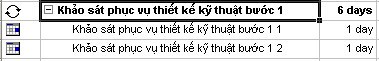 Khảo sát phục vụ thiết kế kỹ thuật bước 1 6 days
Khảo sát phục vụ thiết kế kỹ thuật bước 1 1 1 day
Khảo sát phục vụ thiết kế kỹ thuật bước 1 2 1 day